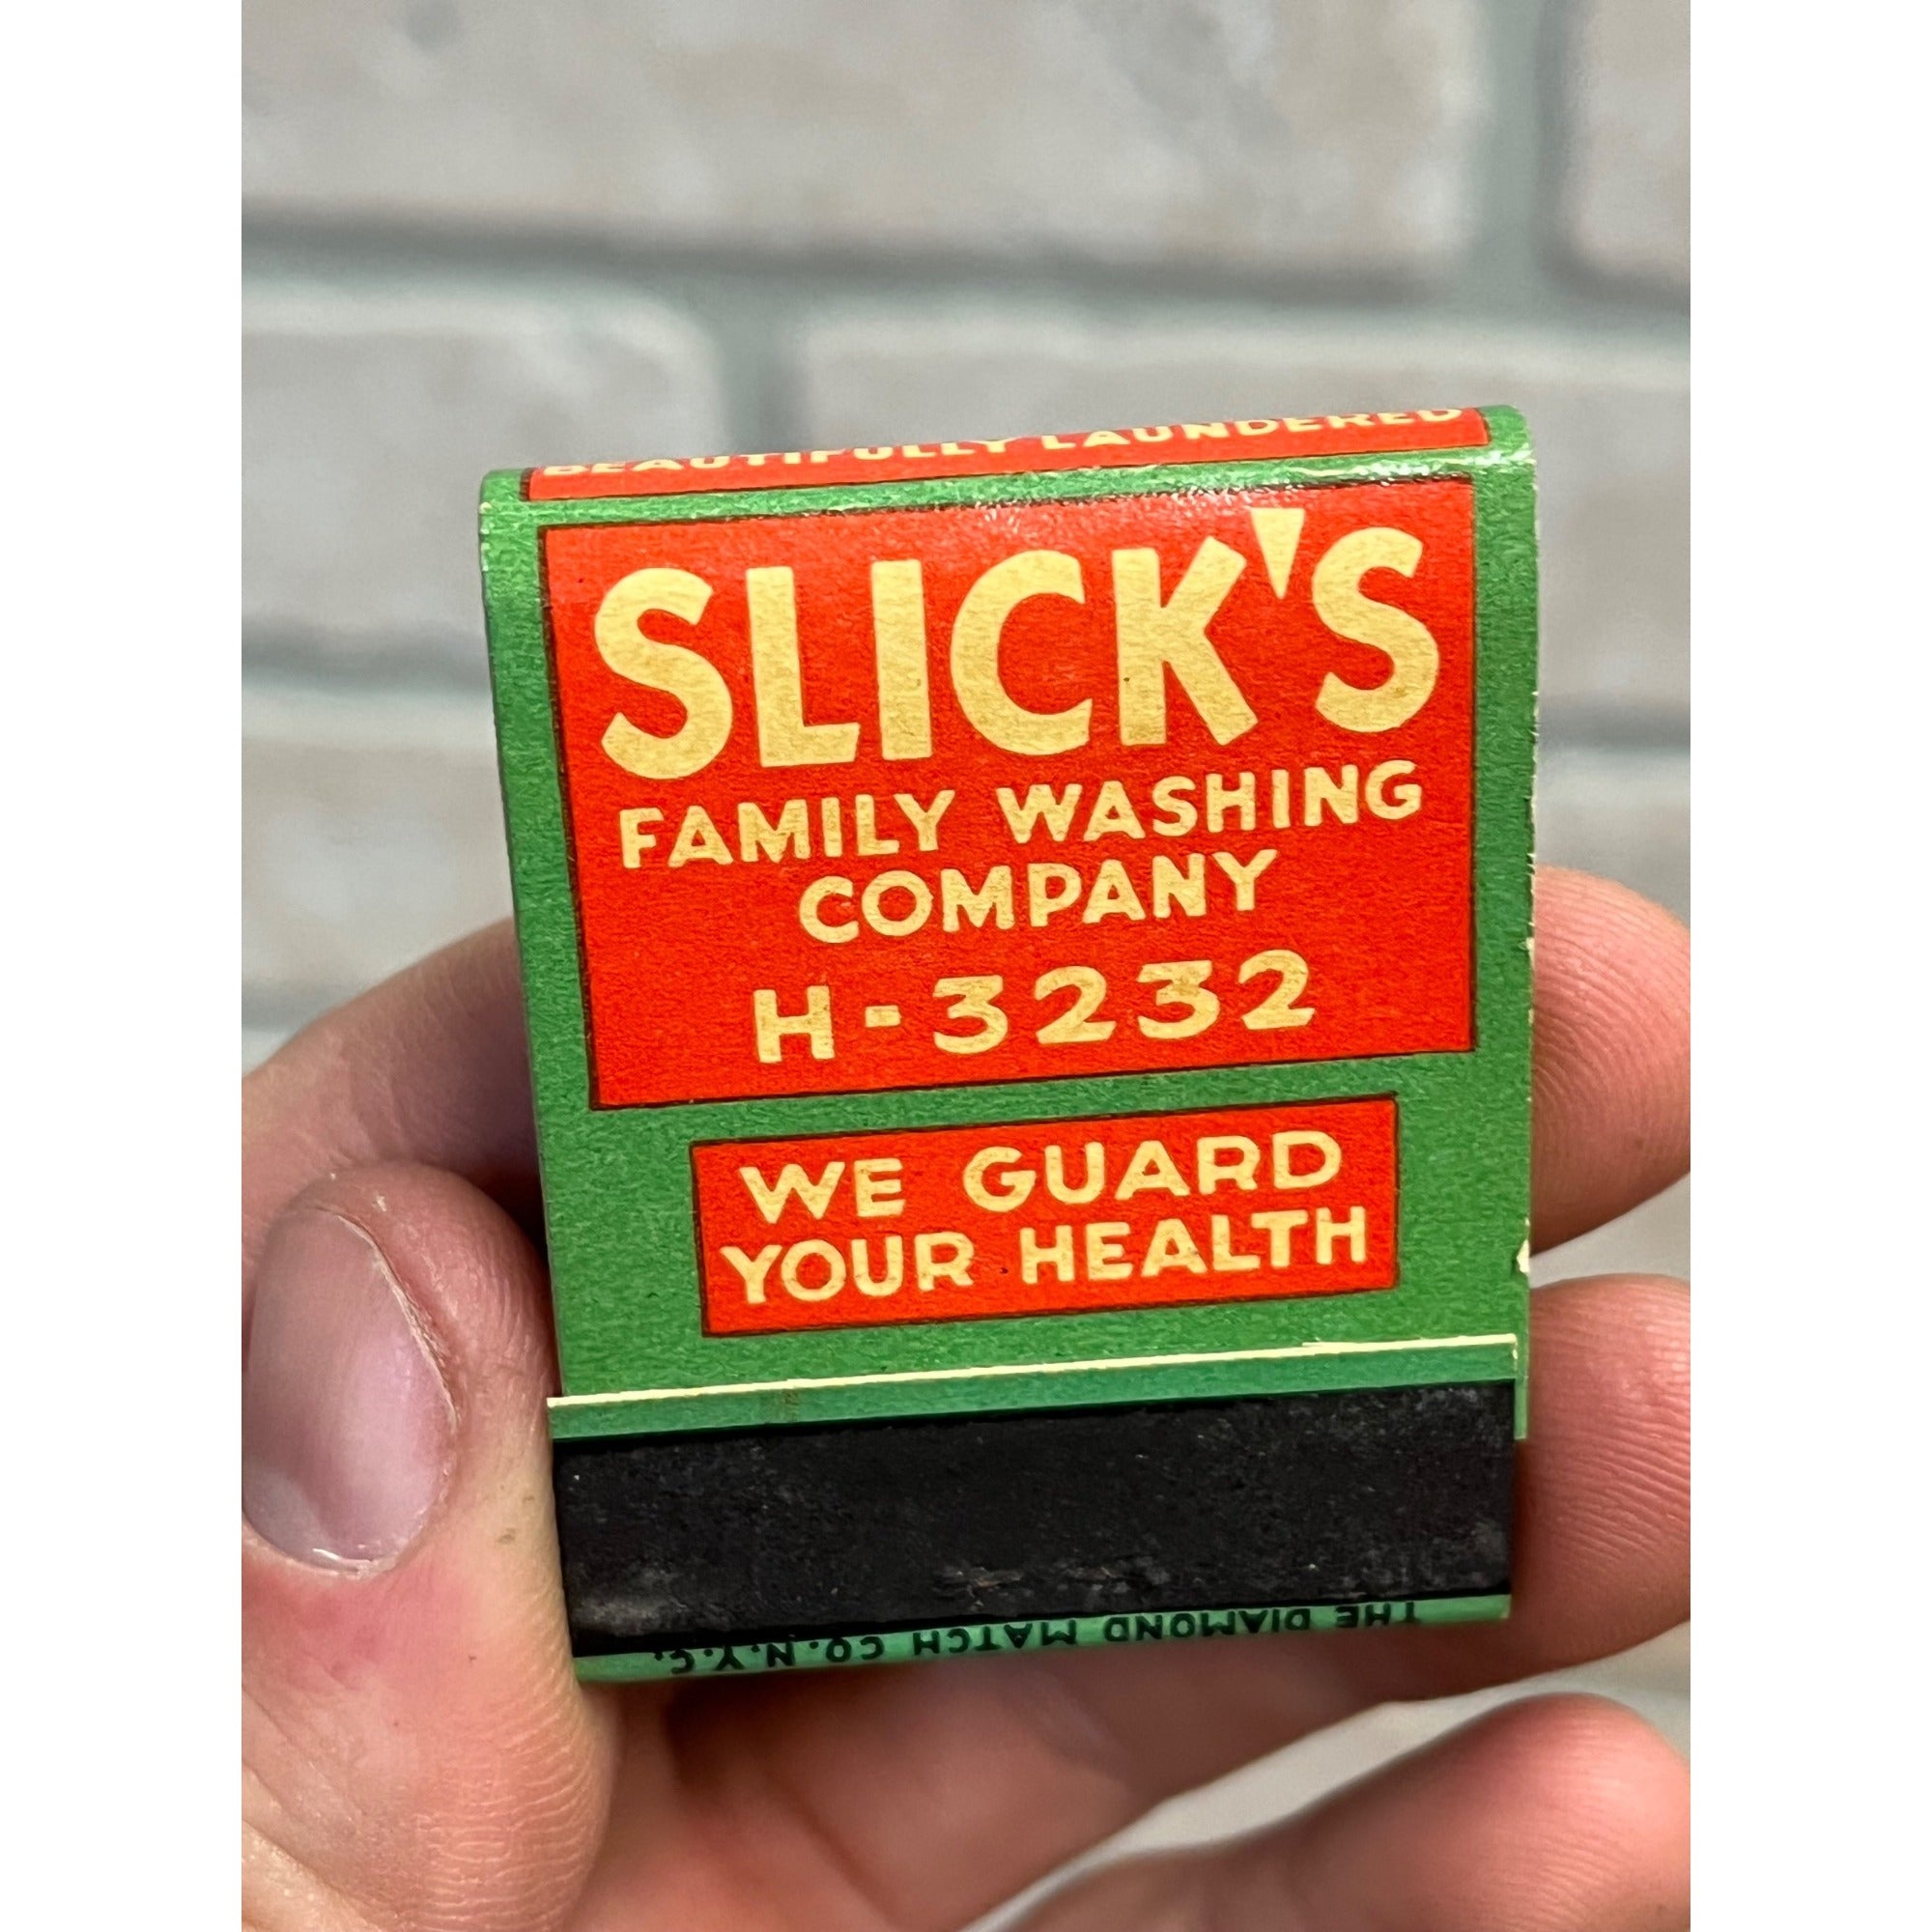 BEAUTIFULLY LAUNDERED
SLICK'S
FAMILY WASHING
COMPANY
H-3232
WE GUARD
YOUR HEALTH
THE DIAMOND MATCH CO. N.Y.C.